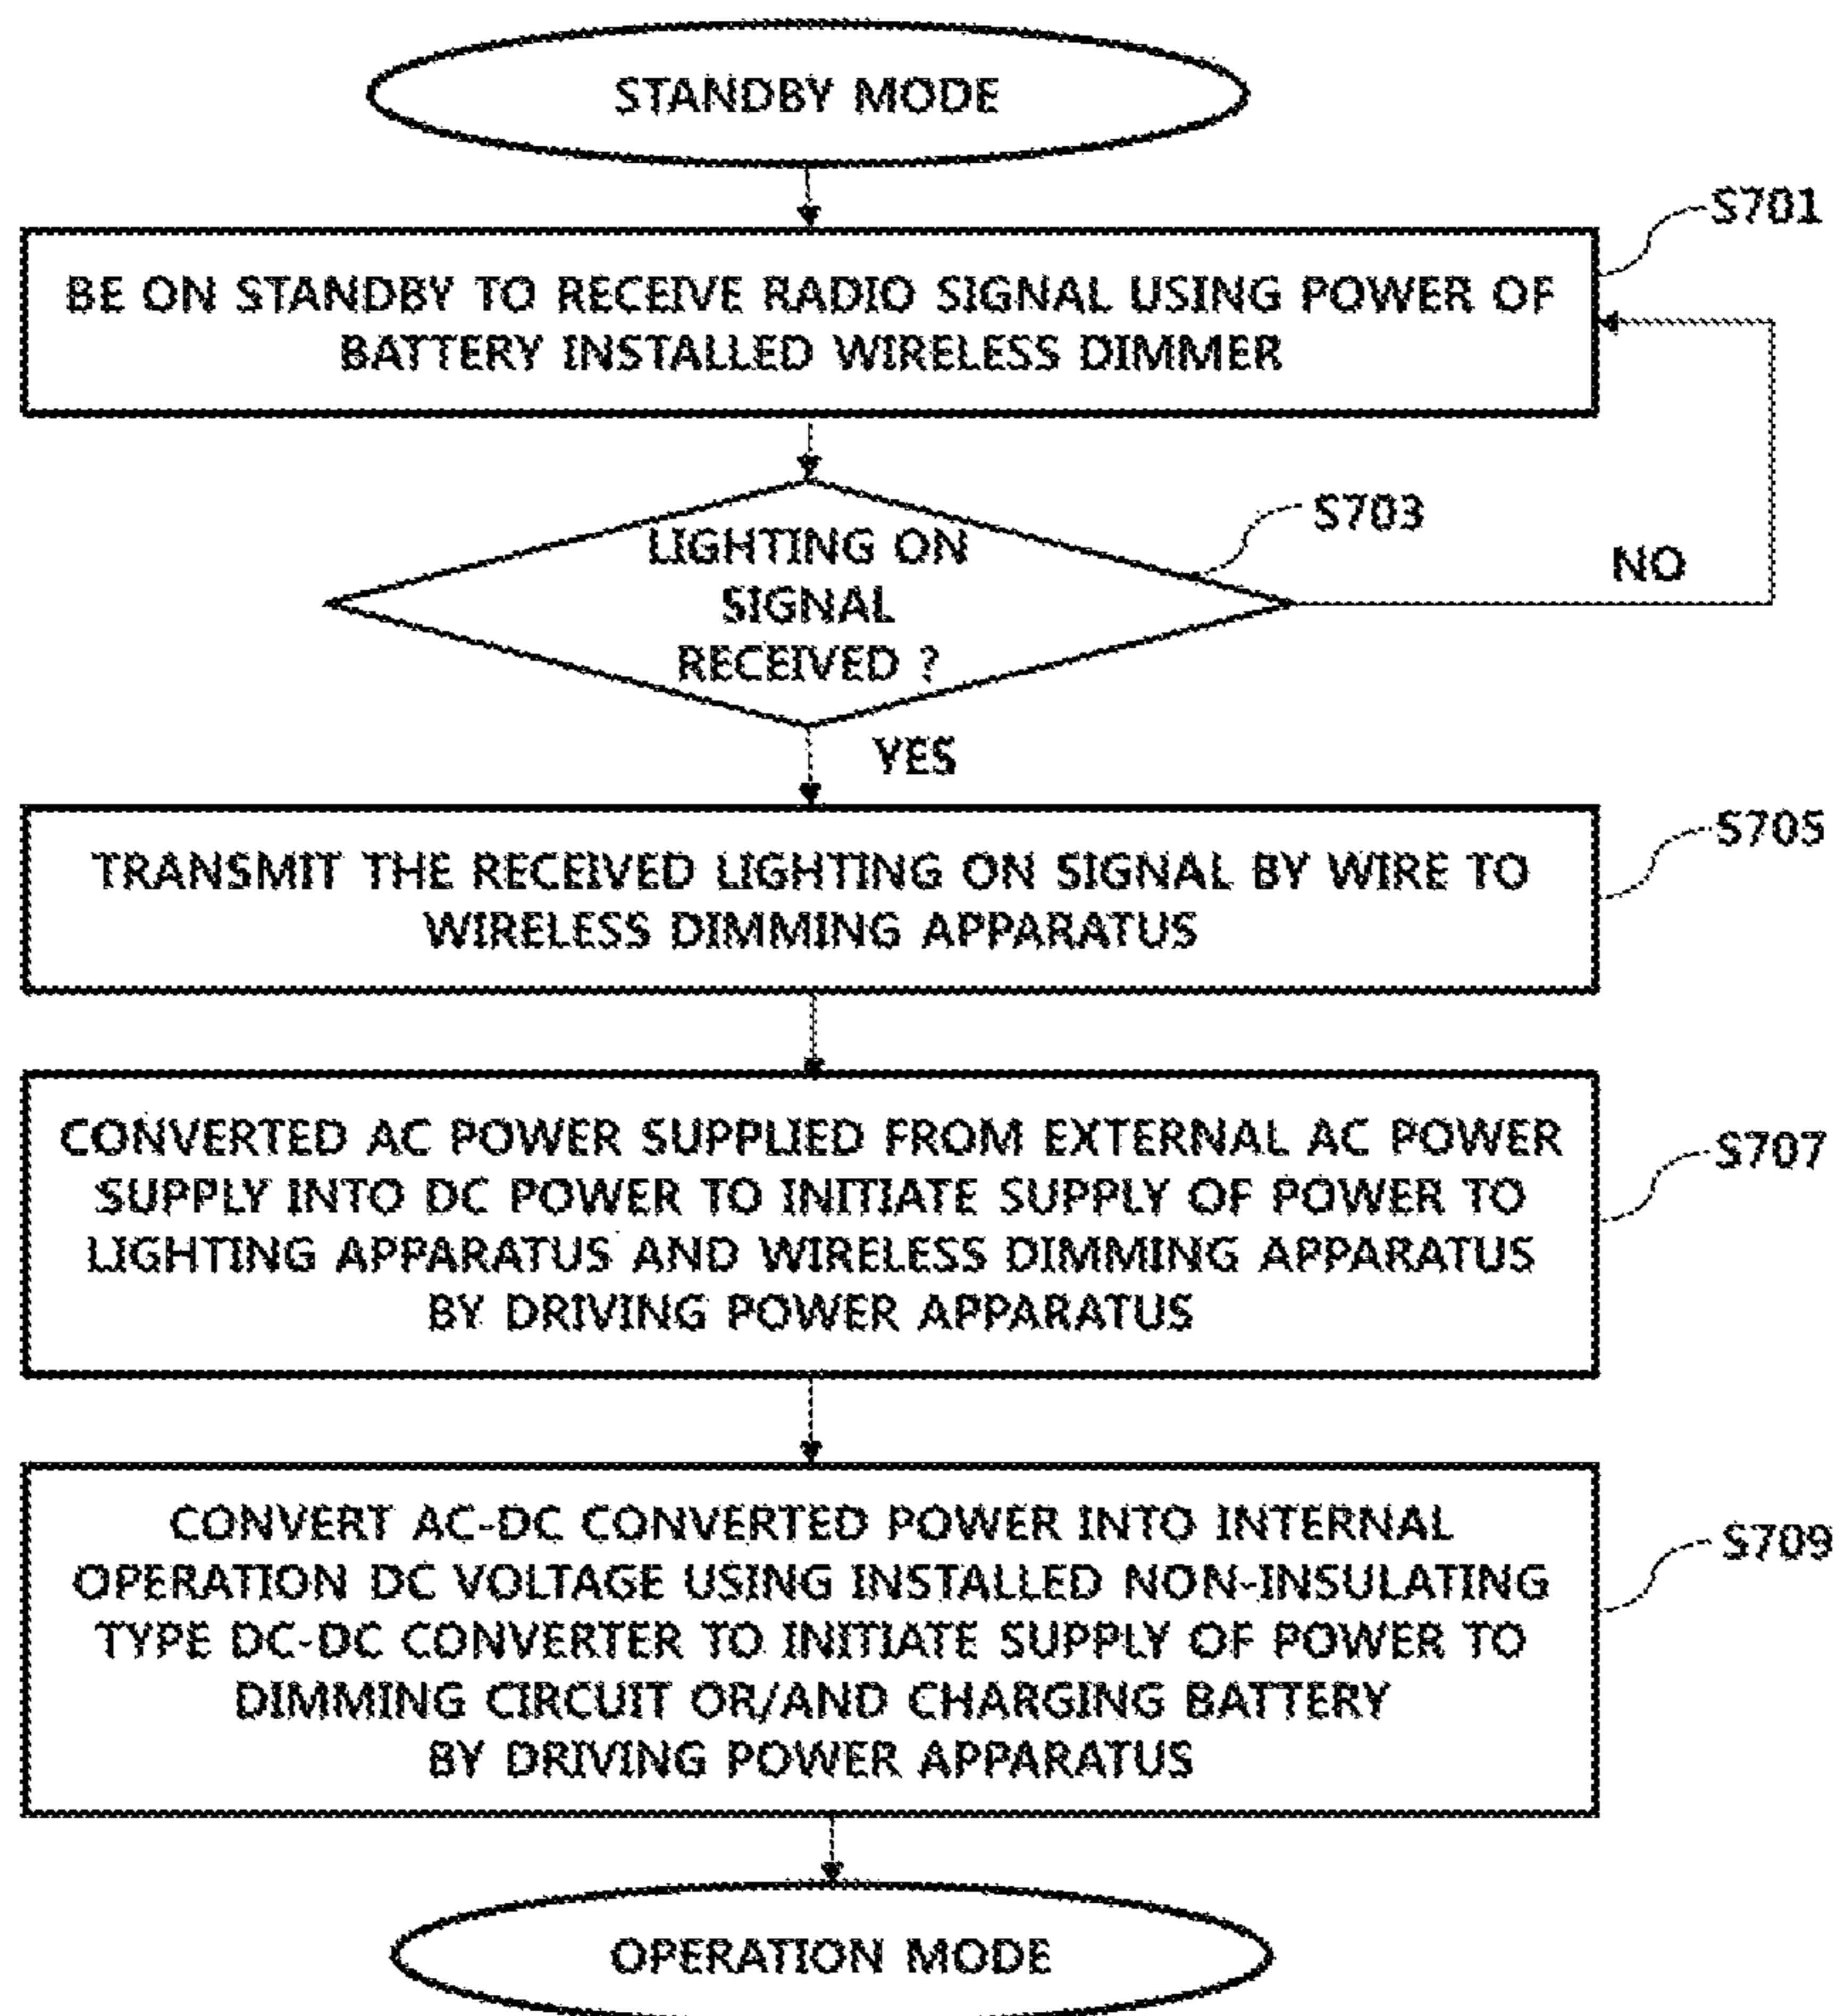 STANDBY MODE
S701
BE ON STANDBY TO RECEIVE RADIO SIGNAL USING POWER OF
BATTERY INSTALLED WIRELESS DIMMER
S703
LIGHTING ON
SIGNAL
RECEIVED ?
NO
YES
S705
TRANSMIT THE RECEIVED LIGHTING ON SIGNAL BY WIRE TO
WIRELESS DIMMING APPARATUS
CONVERTED AC POWER SUPPLIED FROM EXTERNAL AC POWER
SUPPLY INTO DC POWER TO INITIATE SUPPLY OF POWER TO
LIGHTING APPARATUS AND WIRELESS DIMMING APPARATUS
BY DRIVING POWER APPARATUS
S707
CONVERT AC-DC CONVERTED POWER INTO INTERNAL
OPERATION DC VOLTAGE USING INSTALLED NON-INSULATING
TYPE DC-DC CONVERTER TO INITIATE SUPPLY OF POWER TO
DIMMING CIRCUIT OR/AND CHARGING BATTERY
BY DRIVING POWER APPARATUS
S709
OPERATION MODE